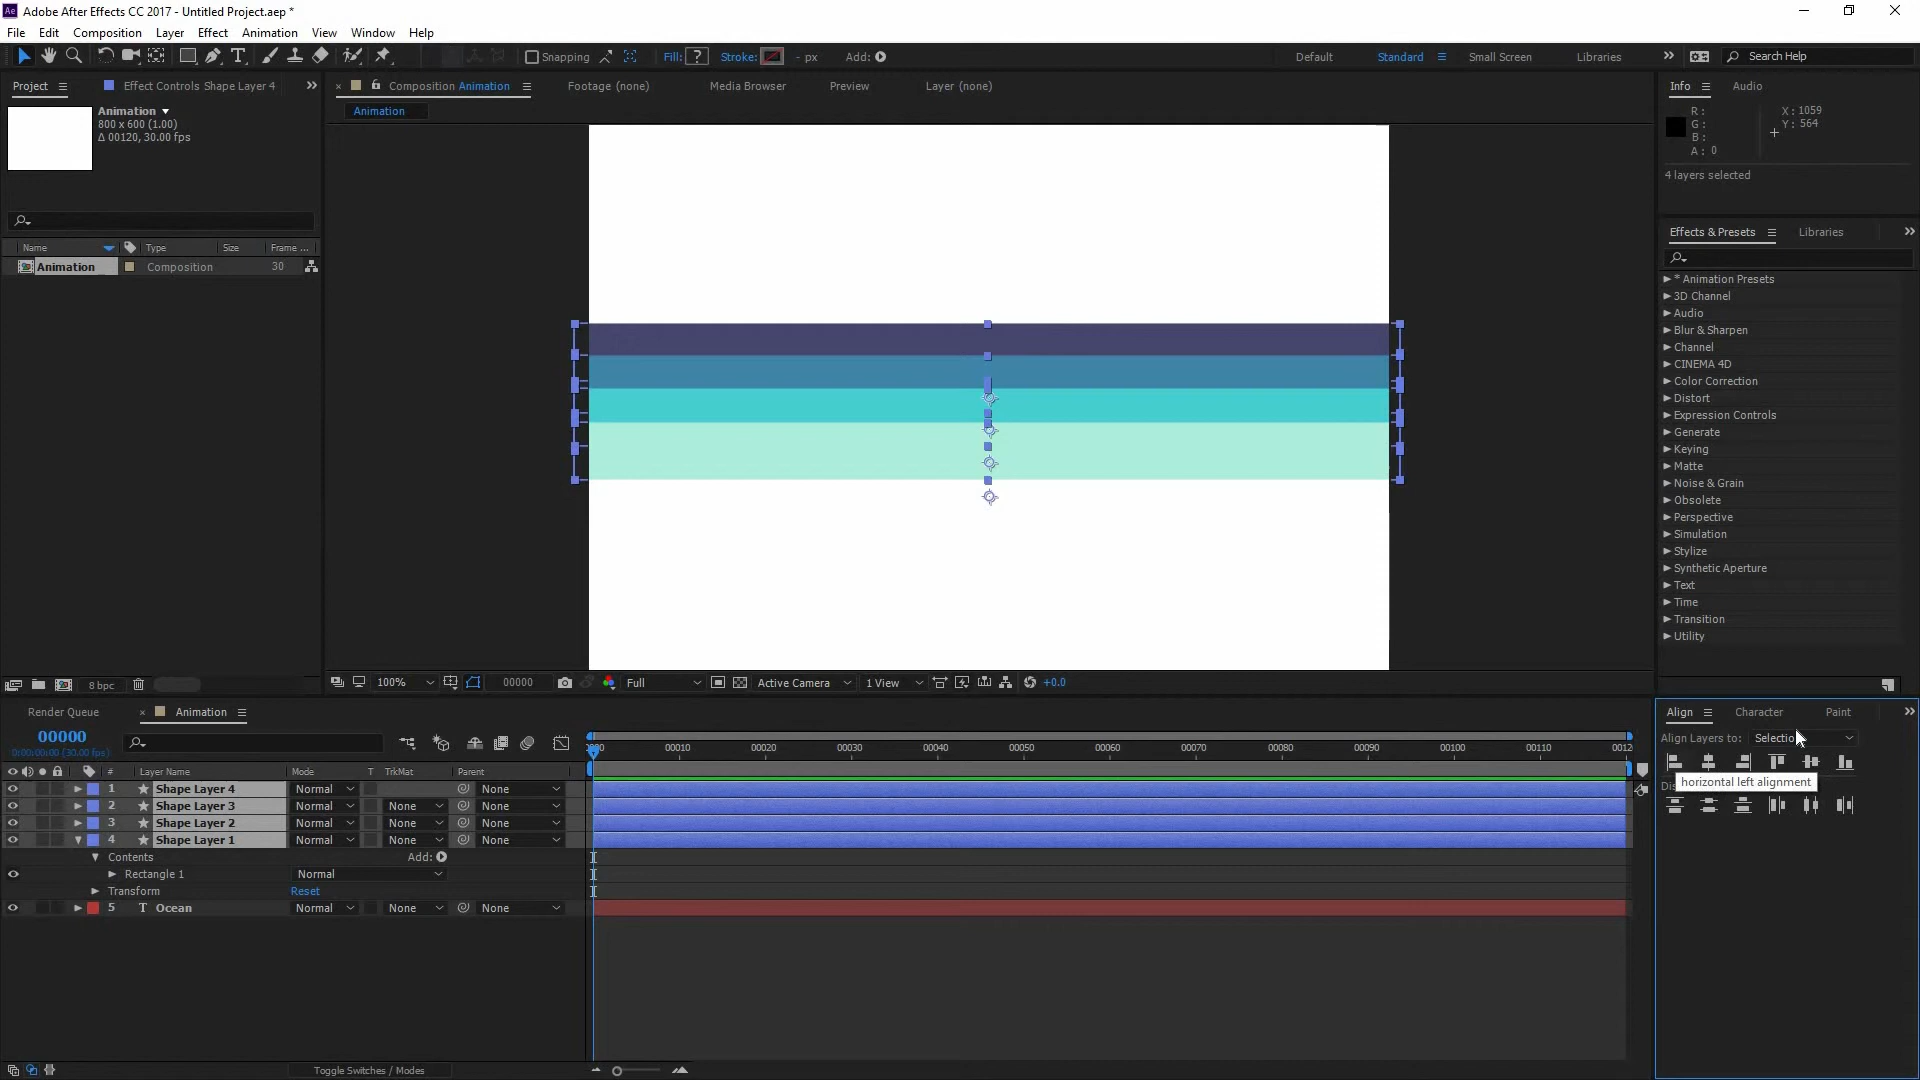 Adobe After Effects CC 2017 - Untitled Project.aep *
File Edit Composition Layer Effect Animation View Window Help
Snapping Fill: ? Stroke: - px Add: Default Standard Small Screen Libraries Search Help
Project Effect Controls Shape Layer 4
Composition Animation Footage (none) Media Browser Preview Layer (none)
Info Audio
Animation
800 x 600 (1.00)
Δ 00120, 30.00 fps
Animation
R: X: 1059
G: Y: 564
B:
A: 0
4 layers selected
Effects & Presets Libraries
Name Type Size Frame ...
Animation Composition 30
* Animation Presets
3D Channel
Audio
Blur & Sharpen
Channel
CINEMA 4D
Color Correction
Distort
Expression Controls
Generate
Keying
Matte
Noise & Grain
Obsolete
Perspective
Simulation
Stylize
Synthetic Aperture
Text
Time
Transition
Utility
8 bpc
100% 00000 Full Active Camera 1 View +0.0
Render Queue Animation
00000
0:00:00:00 (30.00 fps)
00010 00020 00030 00040 00050 00060 00070 00080 00090 00100 00110
# Layer Name Mode T TrkMat Parent
1 Shape Layer 4 Normal None
2 Shape Layer 3 Normal None None
3 Shape Layer 2 Normal None None
4 Shape Layer 1 Normal None None
Contents Add:
Rectangle 1 Normal
Transform Reset
5 T Ocean Normal None None
Toggle Switches / Modes
Align Character Paint
Align Layers to: Selection
horizontal left alignment